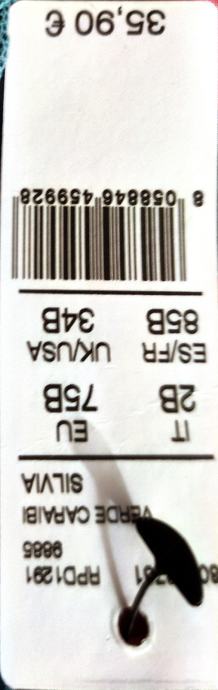 RPD1291
9885
VERDE CARAIBI
SILVIA
IT EU
2B 75B
ES/FR UK/USA
85B 34B
8 058846 459928
35,90 €